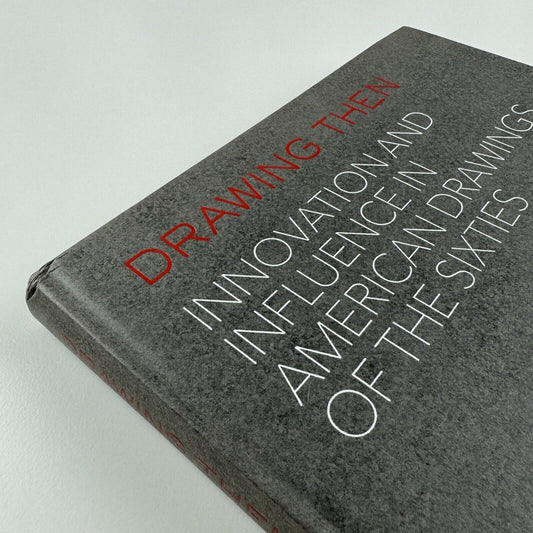 DRAWING THEN
INNOVATION AND
INFLUENCE IN
AMERICAN DRAWINGS
OF THE SIXTIES